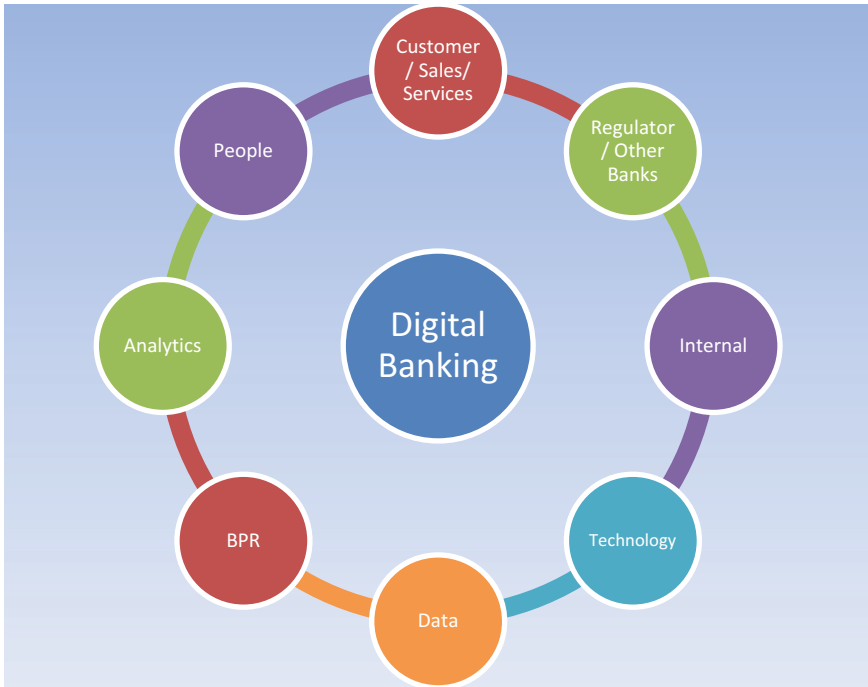 Customer
/ Sales/
Services
Regulator
/ Other
Banks
Internal
Technology
Data
BPR
Analytics
People
Digital
Banking